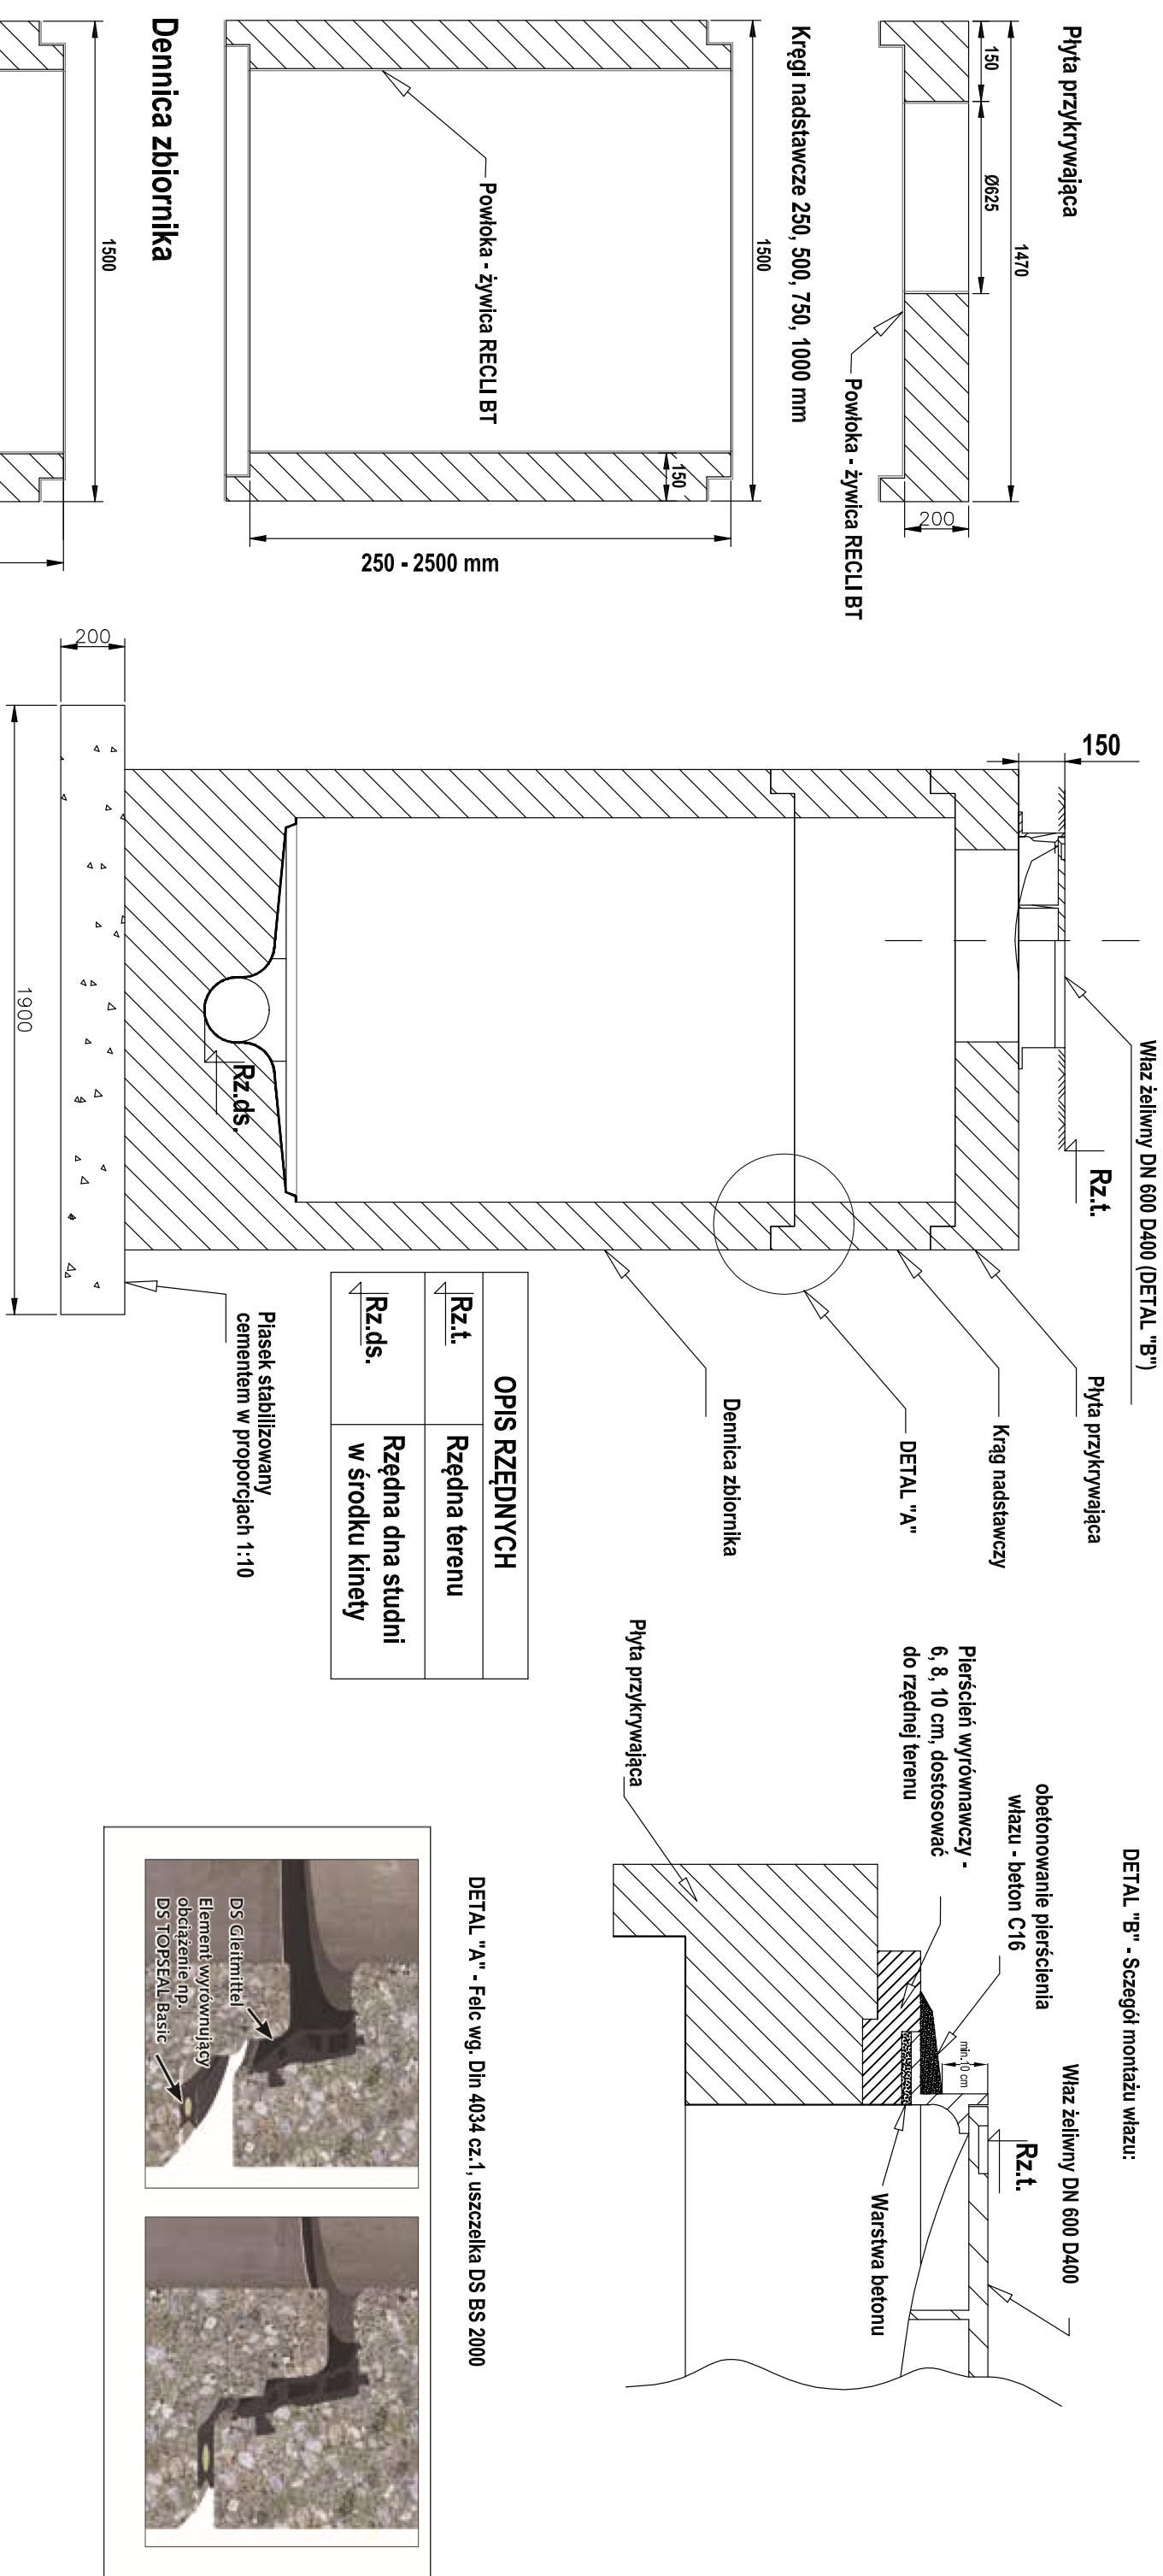 Płyta przykrywająca
1470
150
Ø625
200
Powłoka - żywica RECLI BT
Kręgi nadstawcze 250, 500, 750, 1000 mm
1500
Powłoka - żywica RECLI BT
150
250 - 2500 mm
Dennica zbiornika
1500
Właz żeliwny DN 600 D400 (DETAL "B")
150
Rz.t.
Płyta przykrywająca
Krąg nadstawczy
DETAL "A"
Dennica zbiornika
Rz.ds.
Piasek stabilizowany
cementem w proporcjach 1:10
200
1900
OPIS RZĘDNYCH
Rz.t.
Rzędna terenu
Rz.ds.
Rzędna dna studni
w środku kinety
DETAL "B" - Sczegół montażu włazu:
Właz żeliwny DN 600 D400
obetonowanie pierścienia
włazu - beton C16
Rz.t.
min.10 cm
Pierścień wyrównawczy -
6, 8, 10 cm, dostosować
do rzędnej terenu
Warstwa betonu
Płyta przykrywająca
DETAL "A" - Felc wg. Din 4034 cz.1, uszczelka DS BS 2000
DS Gleitmittel
Element wyrównujący
obciążenie np.
DS TOPSEAL Basic